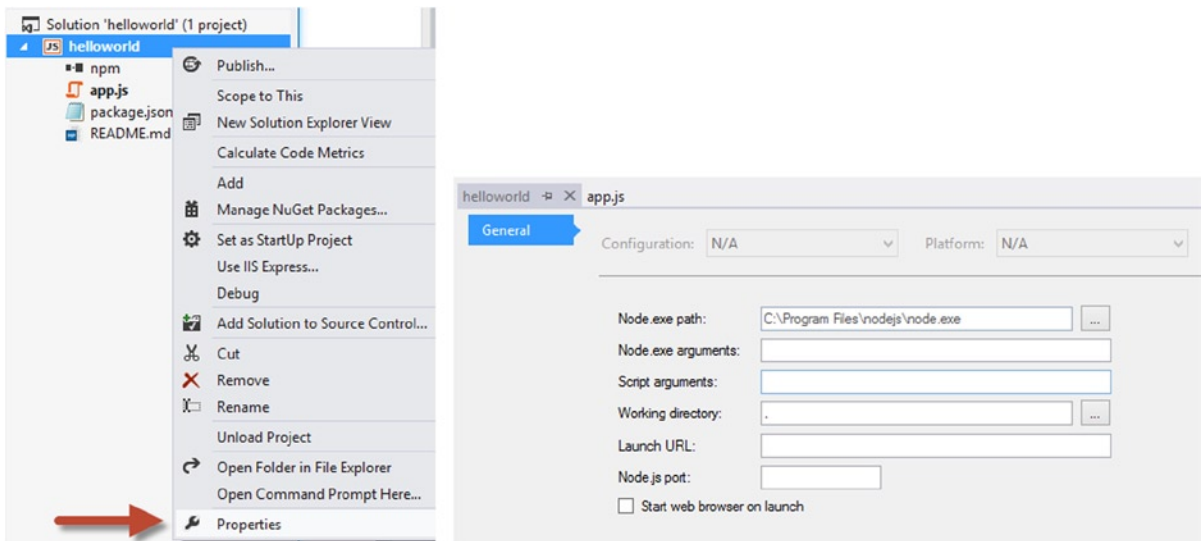 Solution 'helloworld' (1 project)
JS helloworld
npm
app.js
package.json
README.md
Publish...
Scope to This
New Solution Explorer View
Calculate Code Metrics
Add
Manage NuGet Packages...
Set as StartUp Project
Use IIS Express...
Debug
Add Solution to Source Control...
Cut
Remove
Rename
Unload Project
Open Folder in File Explorer
Open Command Prompt Here...
Properties
helloworld app.js
General
Configuration: N/A Platform: N/A
Node.exe path: C:\Program Files\nodejs\node.exe ...
Node.exe arguments:
Script arguments:
Working directory: . ...
Launch URL:
Node.js port:
Start web browser on launch